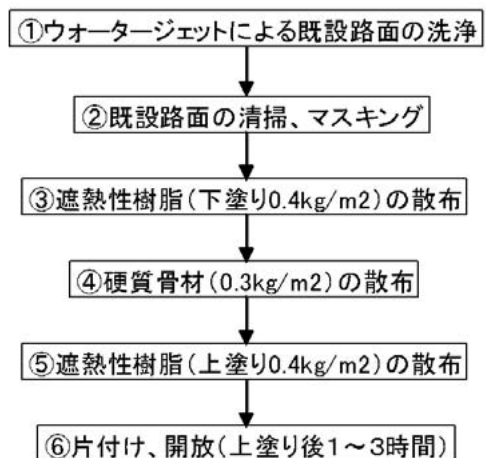 ①ウォータージェットによる既設路面の洗浄
②既設路面の清掃、マスキング
③遮熱性樹脂(下塗り0.4kg/m2)の散布
④硬質骨材(0.3kg/m2)の散布
⑤遮熱性樹脂(上塗り0.4kg/m2)の散布
⑥片付け、開放(上塗り後1～3時間)